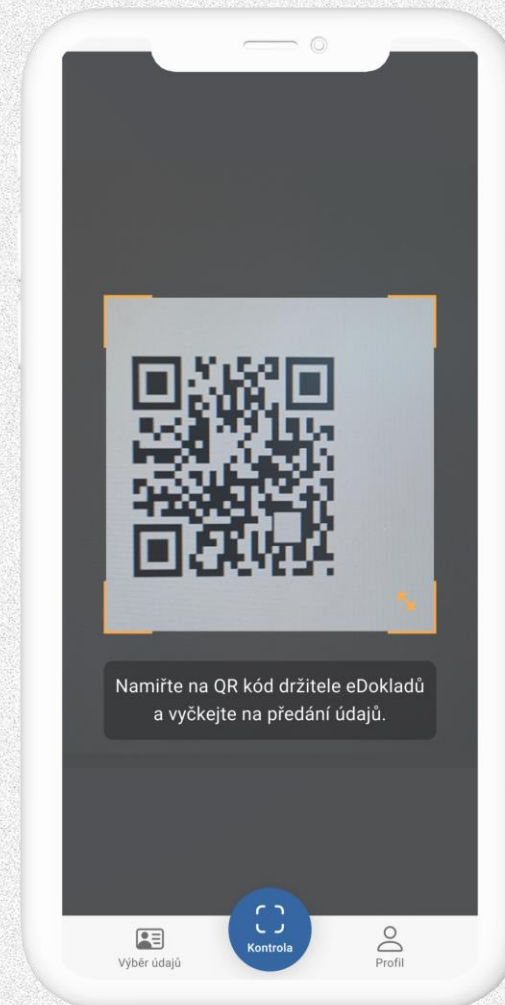 Namiřte na QR kód držitele eDokladů
a vyčkejte na předání údajů.
Výběr údajů
Kontrola
Profil